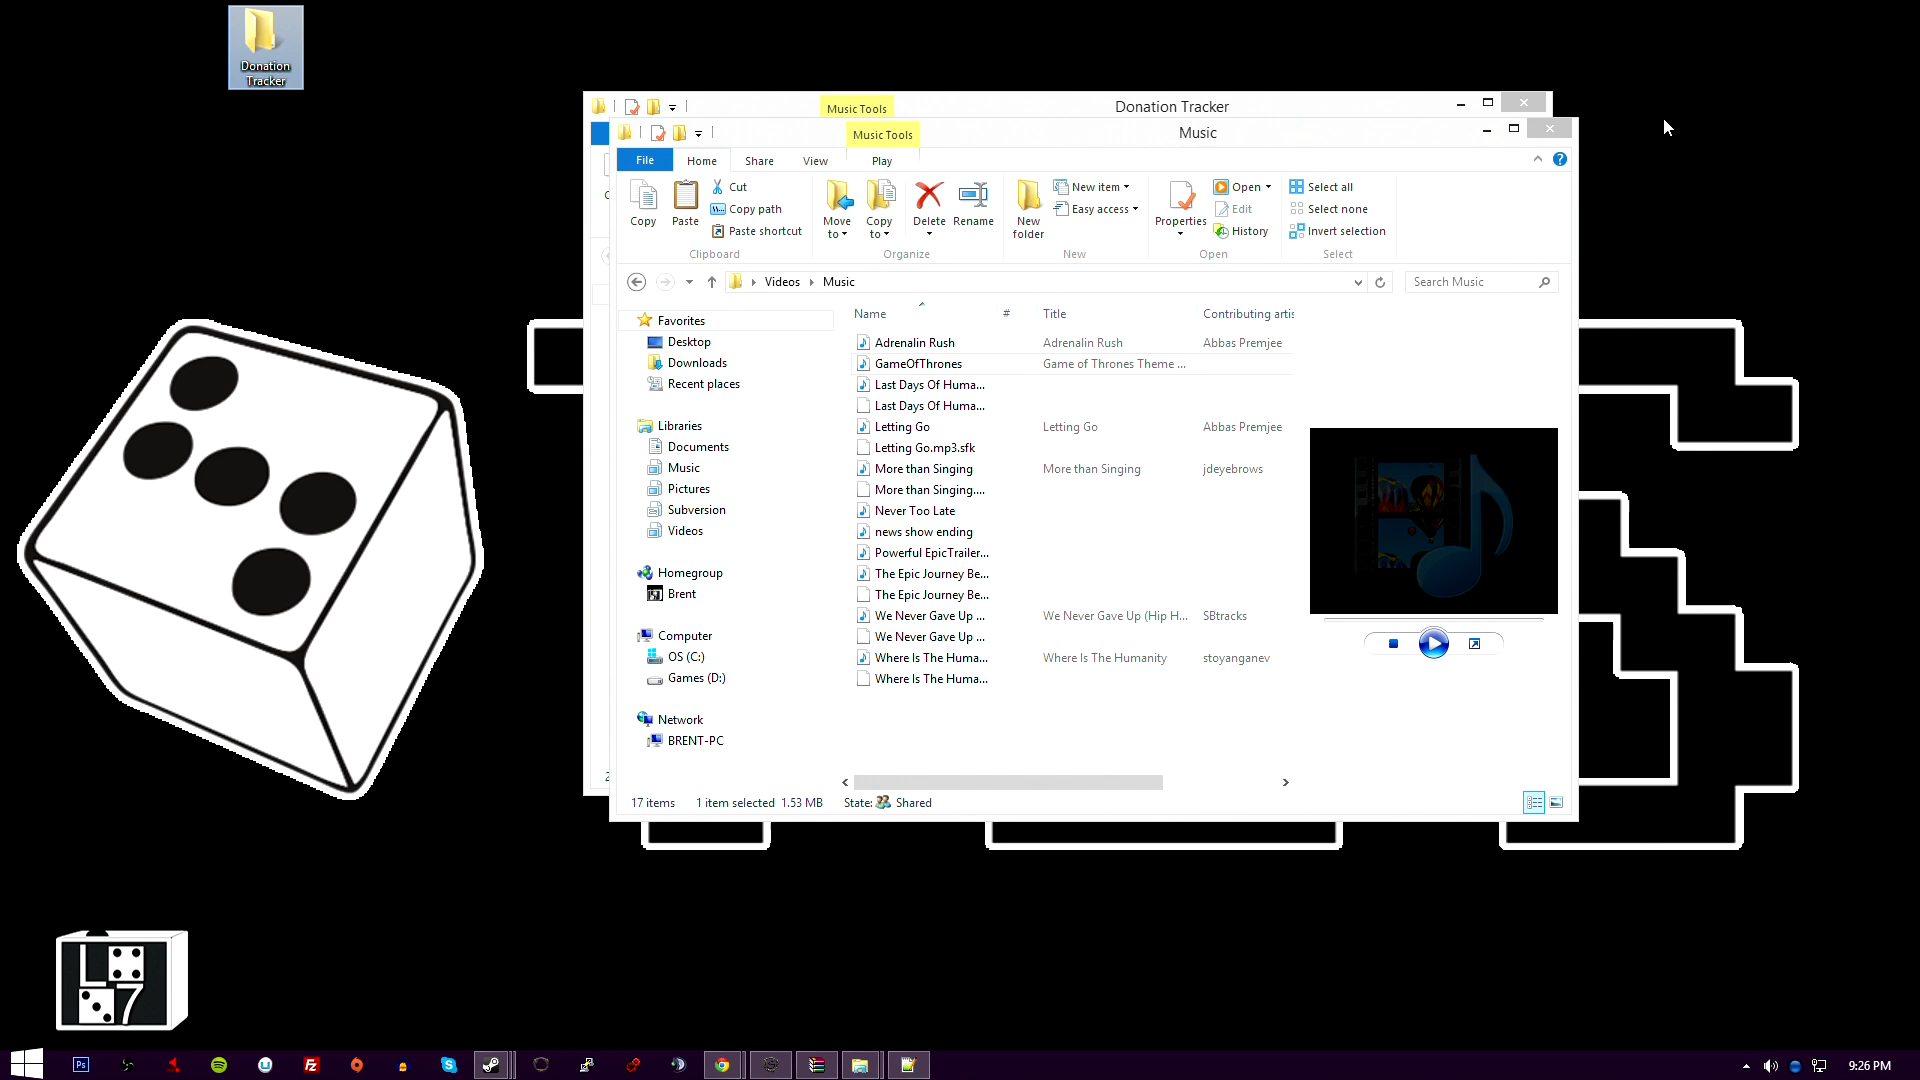 Donation
Tracker
Music Tools
Donation Tracker
Music Tools
Music
File
Home
Share
View
Play
Copy
Paste
Cut
Copy path
Paste shortcut
Clipboard
Move
to
Copy
to
Delete
Rename
Organize
New
folder
New item
Easy access
New
Properties
Open
Edit
History
Open
Select all
Select none
Invert selection
Select
Videos
Music
Search Music
Favorites
Desktop
Downloads
Recent places
Libraries
Documents
Music
Pictures
Subversion
Videos
Homegroup
Brent
Computer
OS (C:)
Games (D:)
Network
BRENT-PC
Name # Title Contributing artis
Adrenalin Rush Adrenalin Rush Abbas Premjee
GameOfThrones Game of Thrones Theme ...
Last Days Of Huma...
Last Days Of Huma...
Letting Go Letting Go Abbas Premjee
Letting Go.mp3.sfk
More than Singing More than Singing jdeyebrows
More than Singing....
Never Too Late
news show ending
Powerful EpicTrailer...
The Epic Journey Be...
The Epic Journey Be...
We Never Gave Up ... We Never Gave Up (Hip H... SBtracks
We Never Gave Up ...
Where Is The Huma... Where Is The Humanity stoyanganev
Where Is The Huma...
17 items 1 item selected 1.53 MB State: Shared
L
7
Ps
Fz
9:26 PM